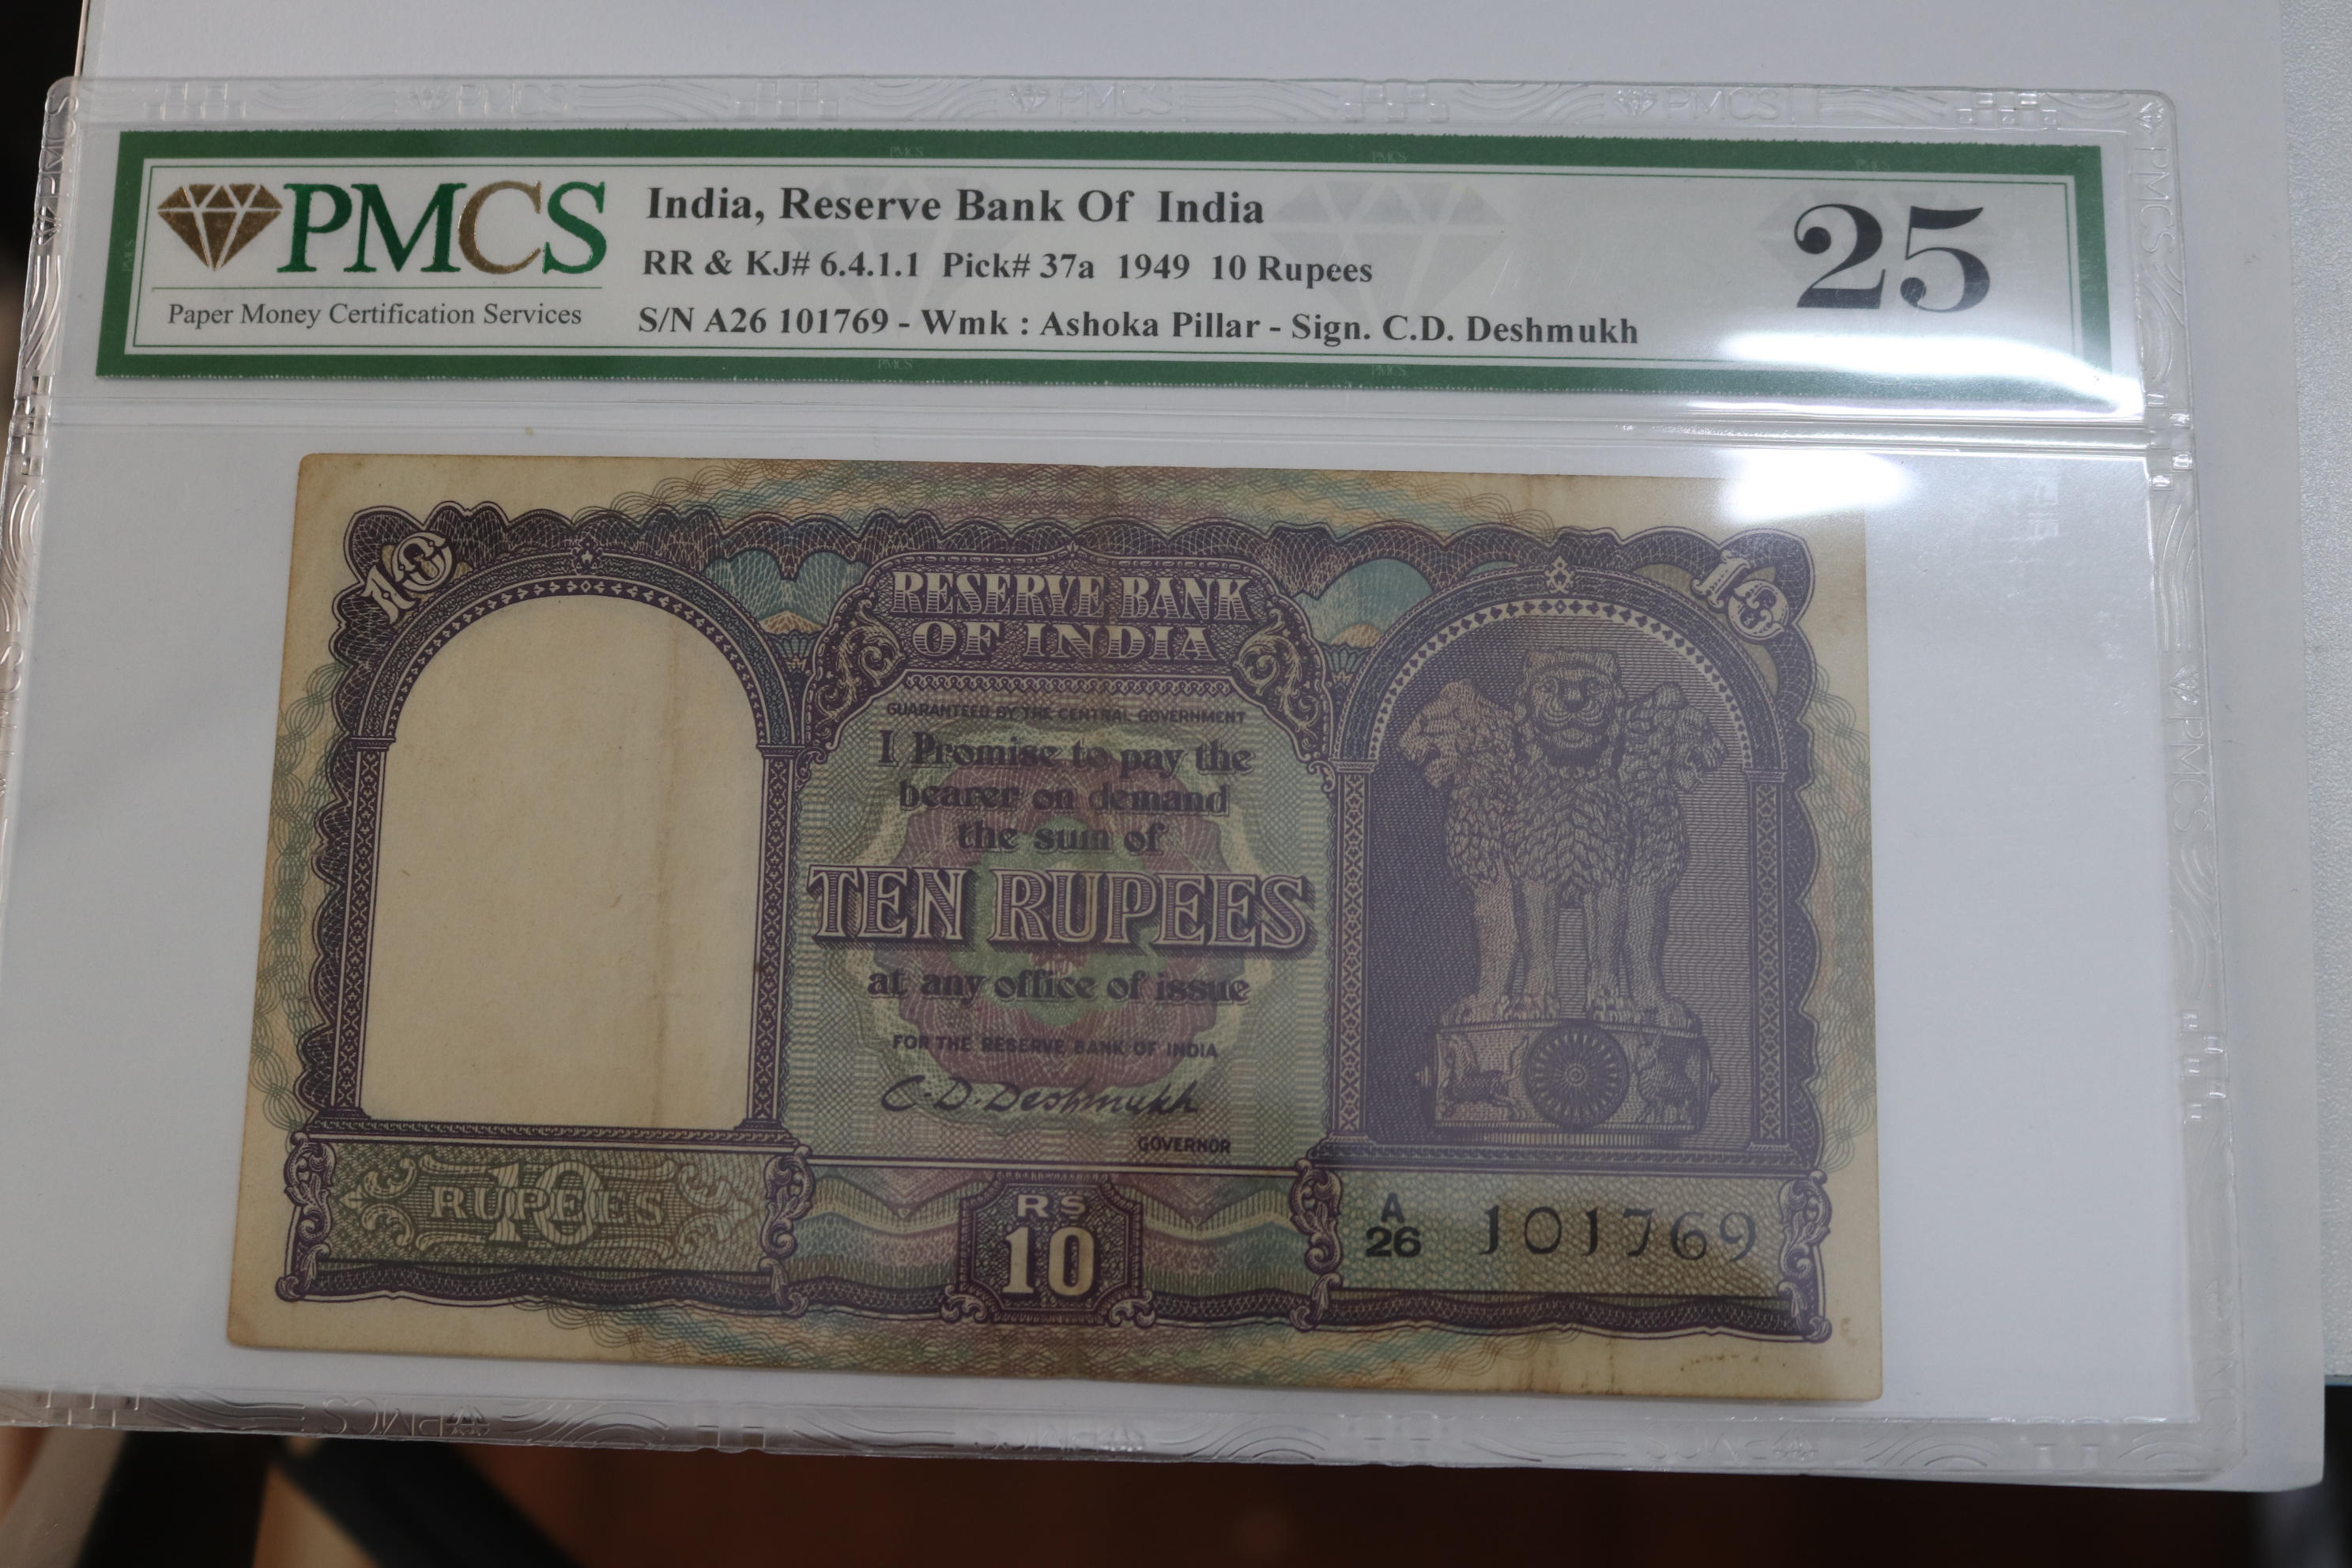 PMCS
Paper Money Certification Services
India, Reserve Bank Of India
RR & KJ# 6.4.1.1 Pick# 37a 1949 10 Rupees
S/N A26 101769 - Wmk : Ashoka Pillar - Sign. C.D. Deshmukh
25
10
10
RESERVE BANK
OF INDIA
GUARANTEED BY THE CENTRAL GOVERNMENT
I Promise to pay the
bearer on demand
the sum of
TEN RUPEES
at any office of issue
FOR THE RESERVE BANK OF INDIA
C.D. Deshmukh
GOVERNOR
10
RUPEES
RS
10
A
26 101769